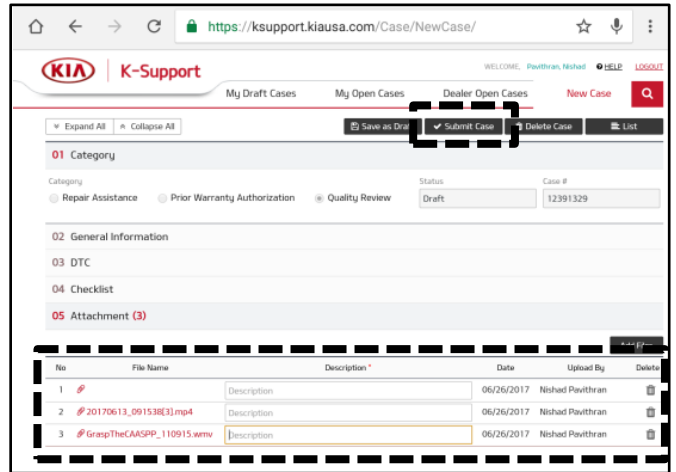 https://ksupport.kiausa.com/Case/NewCase/
KIA K-Support
WELCOME, Pavithran, Nishad HELP LOGOUT
My Draft Cases My Open Cases Dealer Open Cases New Case
Expand All Collapse All Save as Draft Submit Case Delete Case List
01 Category
Category Status Case #
Repair Assistance Prior Warranty Authorization Quality Review Draft 12391329
02 General Information
03 DTC
04 Checklist
05 Attachment (3)
No File Name Description * Date Upload By Delete
1 Description 06/26/2017 Nishad Pavithran
2 20170613_091538[3].mp4 Description 06/26/2017 Nishad Pavithran
3 GraspTheCAASPP_110915.wmv Description 06/26/2017 Nishad Pavithran